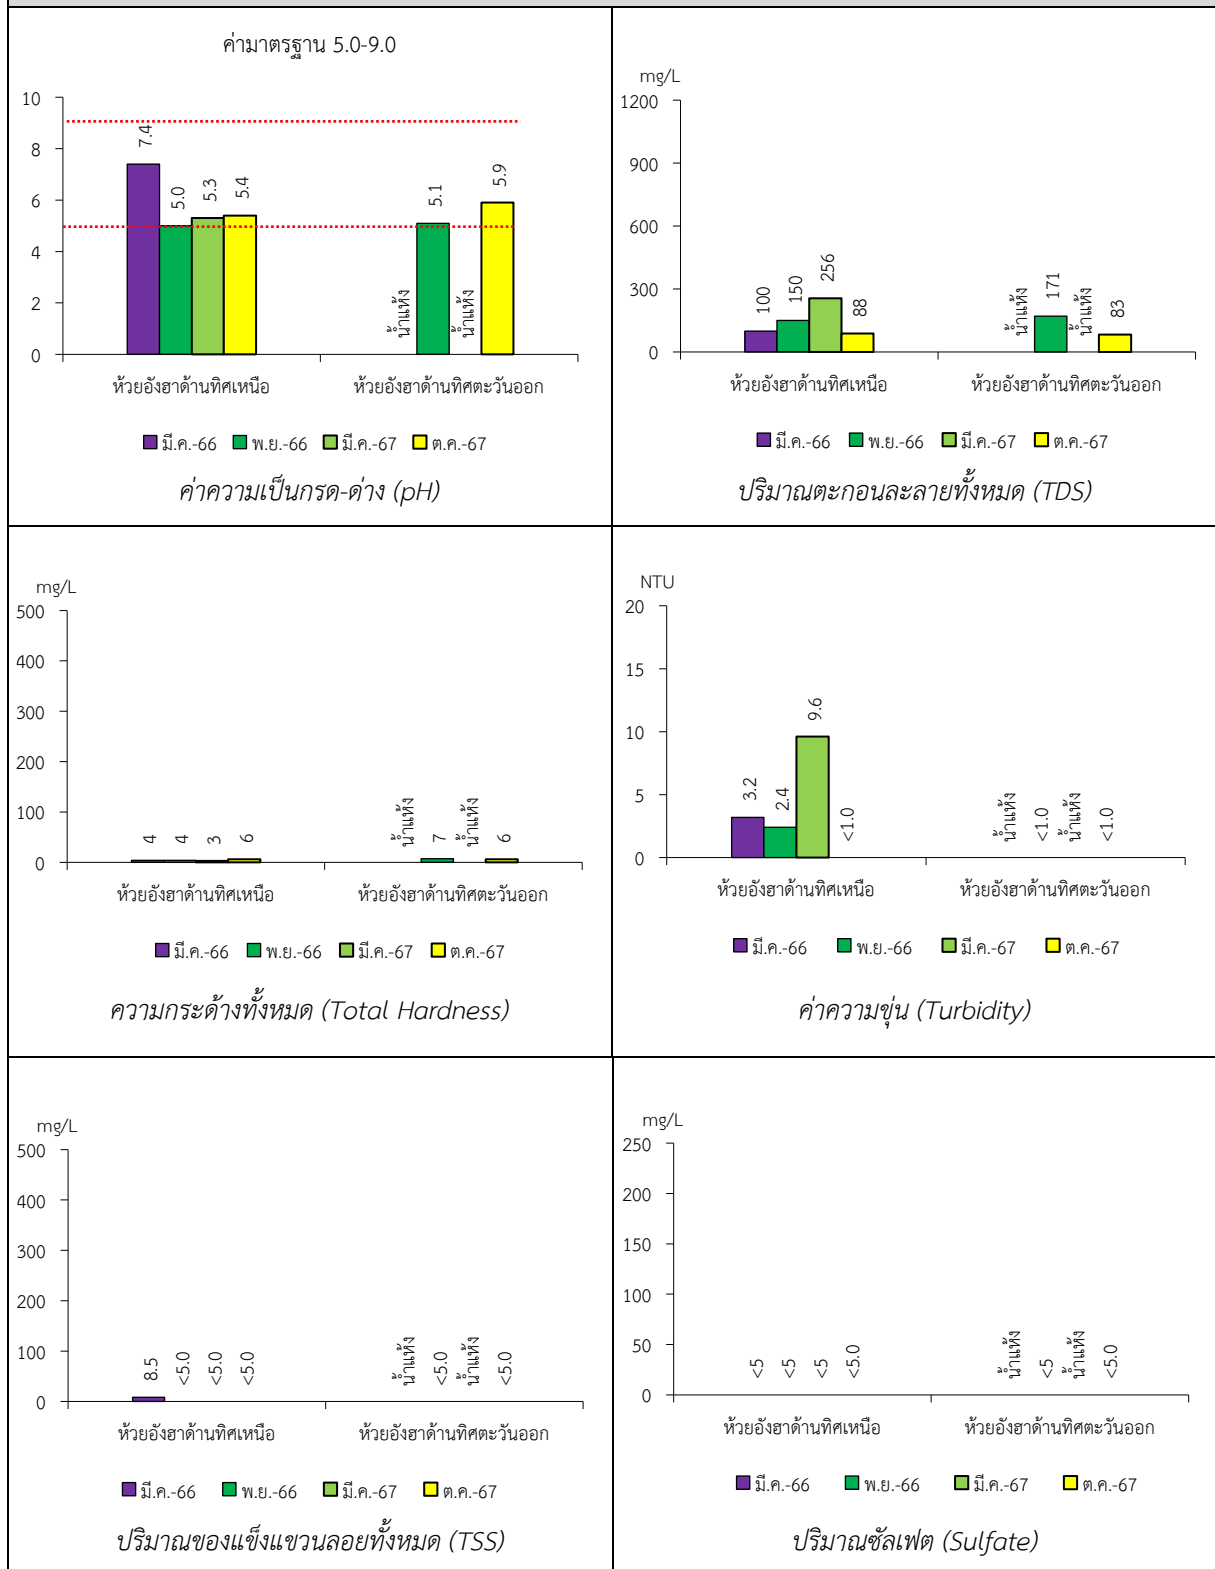 ค่ามาตรฐาน 5.0-9.0
10
8
6
4
2
0
7.4
5.0
5.3
5.4
น้ำแห้ง
5.1
น้ำแห้ง
5.9
ห้วยอังฮาด้านทิศเหนือ
ห้วยอังฮาด้านทิศตะวันออก
มี.ค.-66 พ.ย.-66 มี.ค.-67 ต.ค.-67
ค่าความเป็นกรด-ด่าง (pH)
mg/L
1200
900
600
300
0
100
150
256
88
น้ำแห้ง
171
น้ำแห้ง
83
ห้วยอังฮาด้านทิศเหนือ
ห้วยอังฮาด้านทิศตะวันออก
มี.ค.-66 พ.ย.-66 มี.ค.-67 ต.ค.-67
ปริมาณตะกอนละลายทั้งหมด (TDS)
mg/L
500
400
300
200
100
0
4
4
3
6
น้ำแห้ง
7
น้ำแห้ง
6
ห้วยอังฮาด้านทิศเหนือ
ห้วยอังฮาด้านทิศตะวันออก
มี.ค.-66 พ.ย.-66 มี.ค.-67 ต.ค.-67
ความกระด้างทั้งหมด (Total Hardness)
NTU
20
15
10
5
0
3.2
2.4
9.6
<1.0
น้ำแห้ง
<1.0
น้ำแห้ง
<1.0
ห้วยอังฮาด้านทิศเหนือ
ห้วยอังฮาด้านทิศตะวันออก
มี.ค.-66 พ.ย.-66 มี.ค.-67 ต.ค.-67
ค่าความขุ่น (Turbidity)
mg/L
500
400
300
200
100
0
8.5
<5.0
<5.0
<5.0
น้ำแห้ง
<5.0
น้ำแห้ง
<5.0
ห้วยอังฮาด้านทิศเหนือ
ห้วยอังฮาด้านทิศตะวันออก
มี.ค.-66 พ.ย.-66 มี.ค.-67 ต.ค.-67
ปริมาณของแข็งแขวนลอยทั้งหมด (TSS)
mg/L
250
200
150
100
50
0
<5
<5
<5
<5.0
น้ำแห้ง
<5
น้ำแห้ง
<5.0
ห้วยอังฮาด้านทิศเหนือ
ห้วยอังฮาด้านทิศตะวันออก
มี.ค.-66 พ.ย.-66 มี.ค.-67 ต.ค.-67
ปริมาณซัลเฟต (Sulfate)